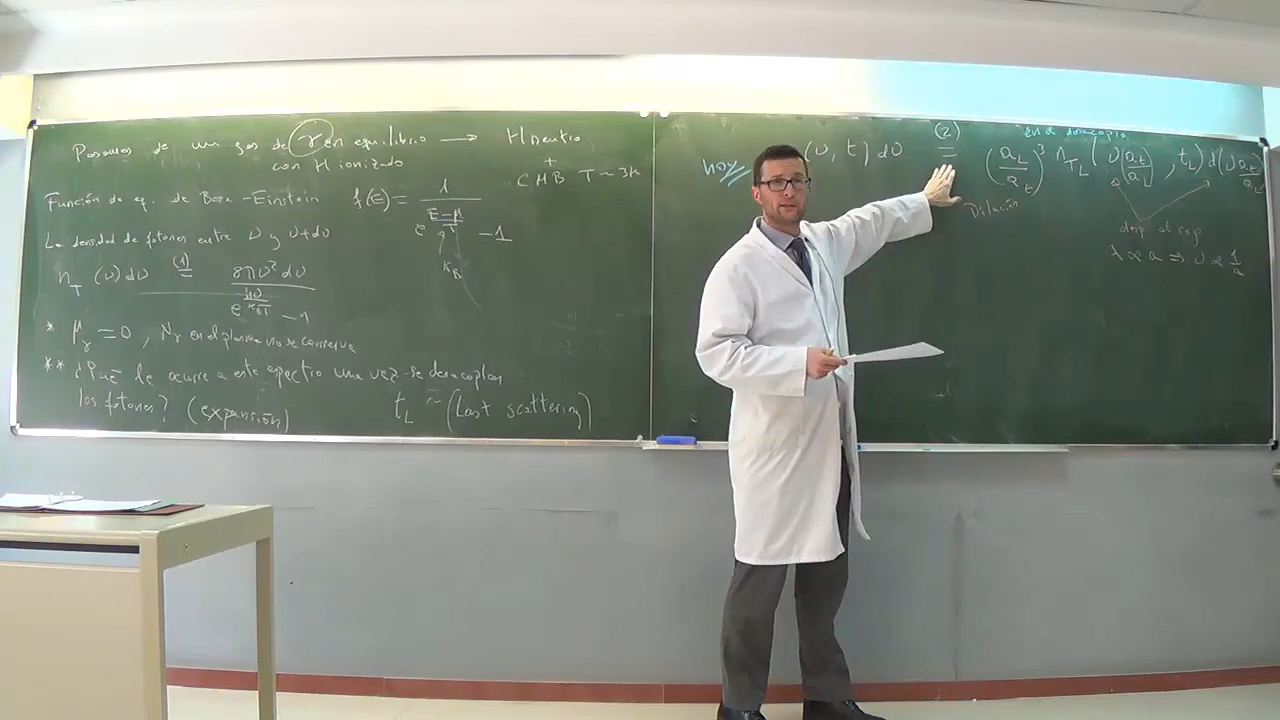 Pasamos de un gas de γ en equilibrio → H neutro
con H ionizado + CMB T ~ 3K
Función de eq. de Bose-Einstein f(E) = 1 / (e^((E-μ)/(K_B T)) - 1)
La densidad de fotones entre ν y ν+dν
n_T (ν) dν (1)= 8πν² dν / (e^(hν/(K_B T)) - 1)
* μ_γ = 0, N_γ en el plasma no se conserva
** ¿Qué le ocurre a este espectro una vez se desacoplan
los fotones? (expansión) t_L ~ (Last scattering)
hoy (ν, t) dν (2)= (a_L/a_t)³ n_TL (ν(a_t/a_L), t_L) d(ν a_t/a_L)
Dilución
λ ∝ a ⇒ ν ∝ 1/a